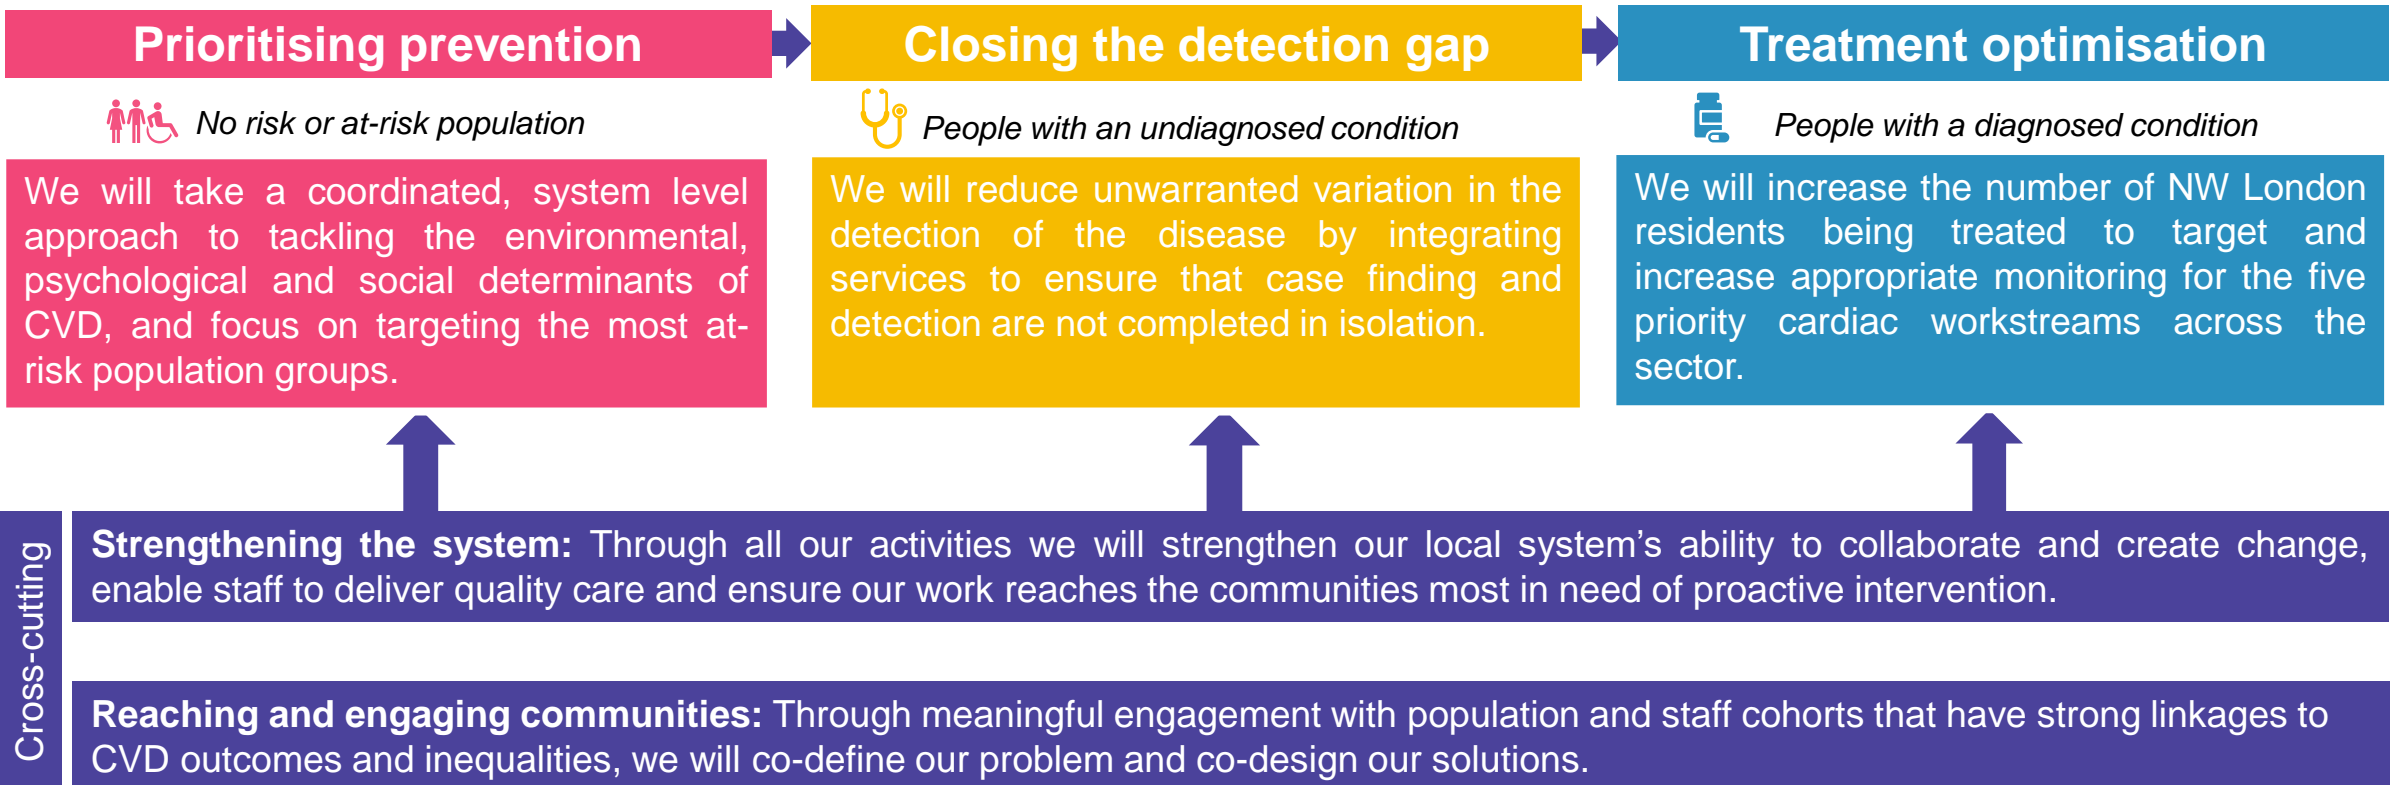 Prioritising prevention
No risk or at-risk population
We will take a coordinated, system level
approach to tackling the environmental,
psychological and social determinants of
CVD, and focus on targeting the most at-
risk population groups.
Closing the detection gap
People with an undiagnosed condition
We will reduce unwarranted variation in the
detection of the disease by integrating
services to ensure that case finding and
detection are not completed in isolation.
Treatment optimisation
People with a diagnosed condition
We will increase the number of NW London
residents being treated to target and
increase appropriate monitoring for the five
priority cardiac workstreams across the
sector.
Cross-cutting
Strengthening the system: Through all our activities we will strengthen our local system’s ability to collaborate and create change,
enable staff to deliver quality care and ensure our work reaches the communities most in need of proactive intervention.
Reaching and engaging communities: Through meaningful engagement with population and staff cohorts that have strong linkages to
CVD outcomes and inequalities, we will co-define our problem and co-design our solutions.